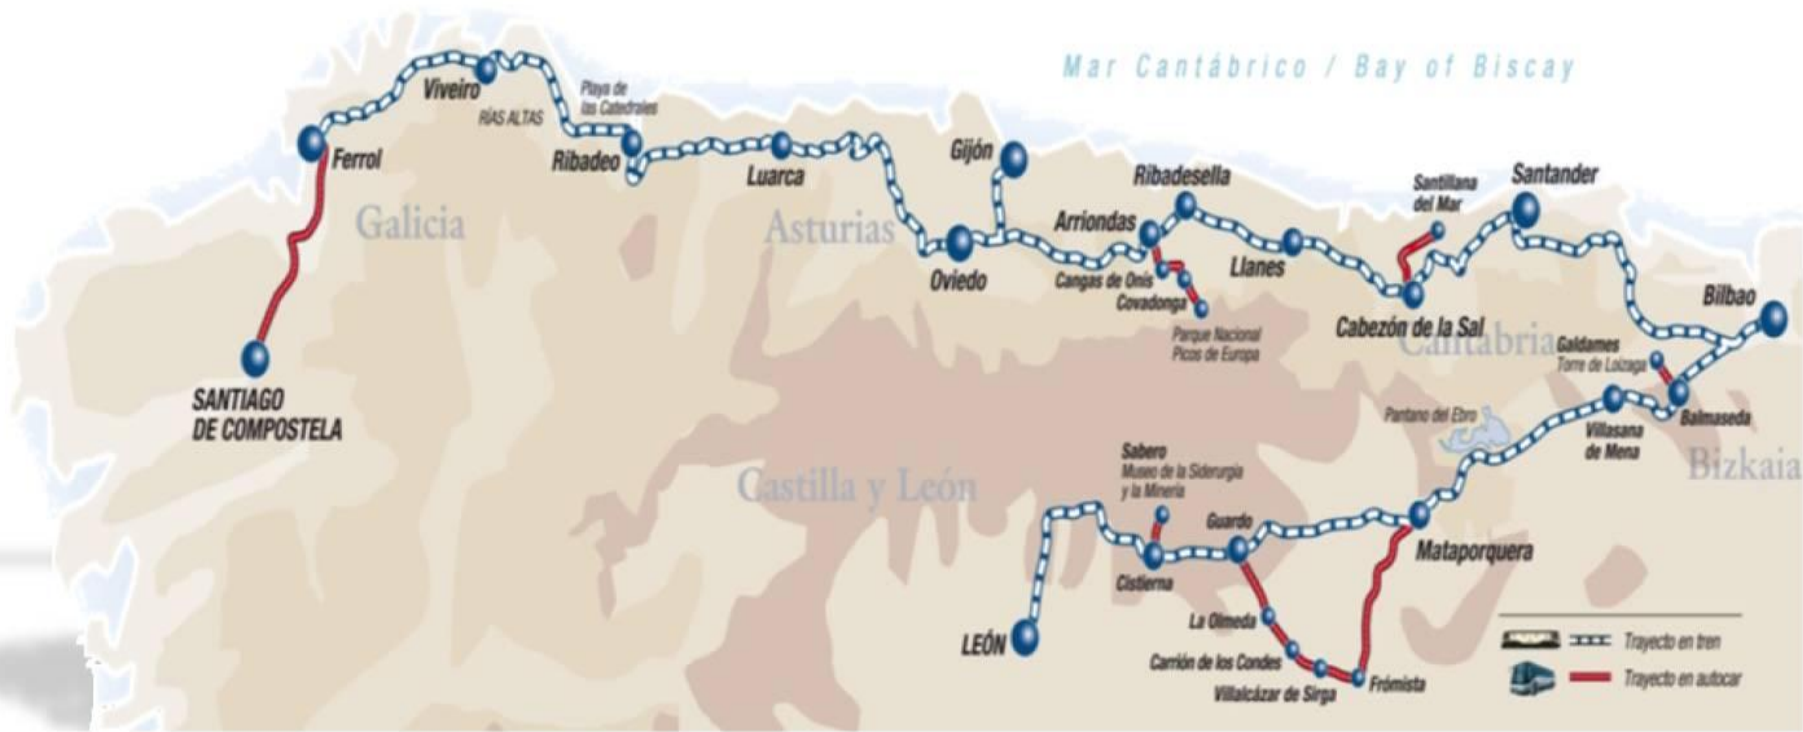 Mar Cantábrico / Bay of Biscay
Viveiro
RÍAS ALTAS
Playa de
las Catedrales
Ferrol
Ribadeo
Luarca
Gijón
Ribadesella
Santillana
del Mar
Santander
Galicia
Asturias
Arriondas
Oviedo
Cangas de Onís
Covadonga
Llanes
Parque Nacional
Picos de Europa
Cabezón de la Sal
Cantabria
Bilbao
Galdames
Torre de Loizaga
SANTIAGO
DE COMPOSTELA
Pantano del Ebro
Balmaseda
Villasana
de Mena
Bizkaia
Castilla y León
Sabero
Museo de la Siderurgia
y la Minería
Guardo
Mataporquera
Cistierna
LEÓN
La Olmeda
Carrión de los Condes
Villalcázar de Sirga
Frómista
Trayecto en tren
Trayecto en autocar